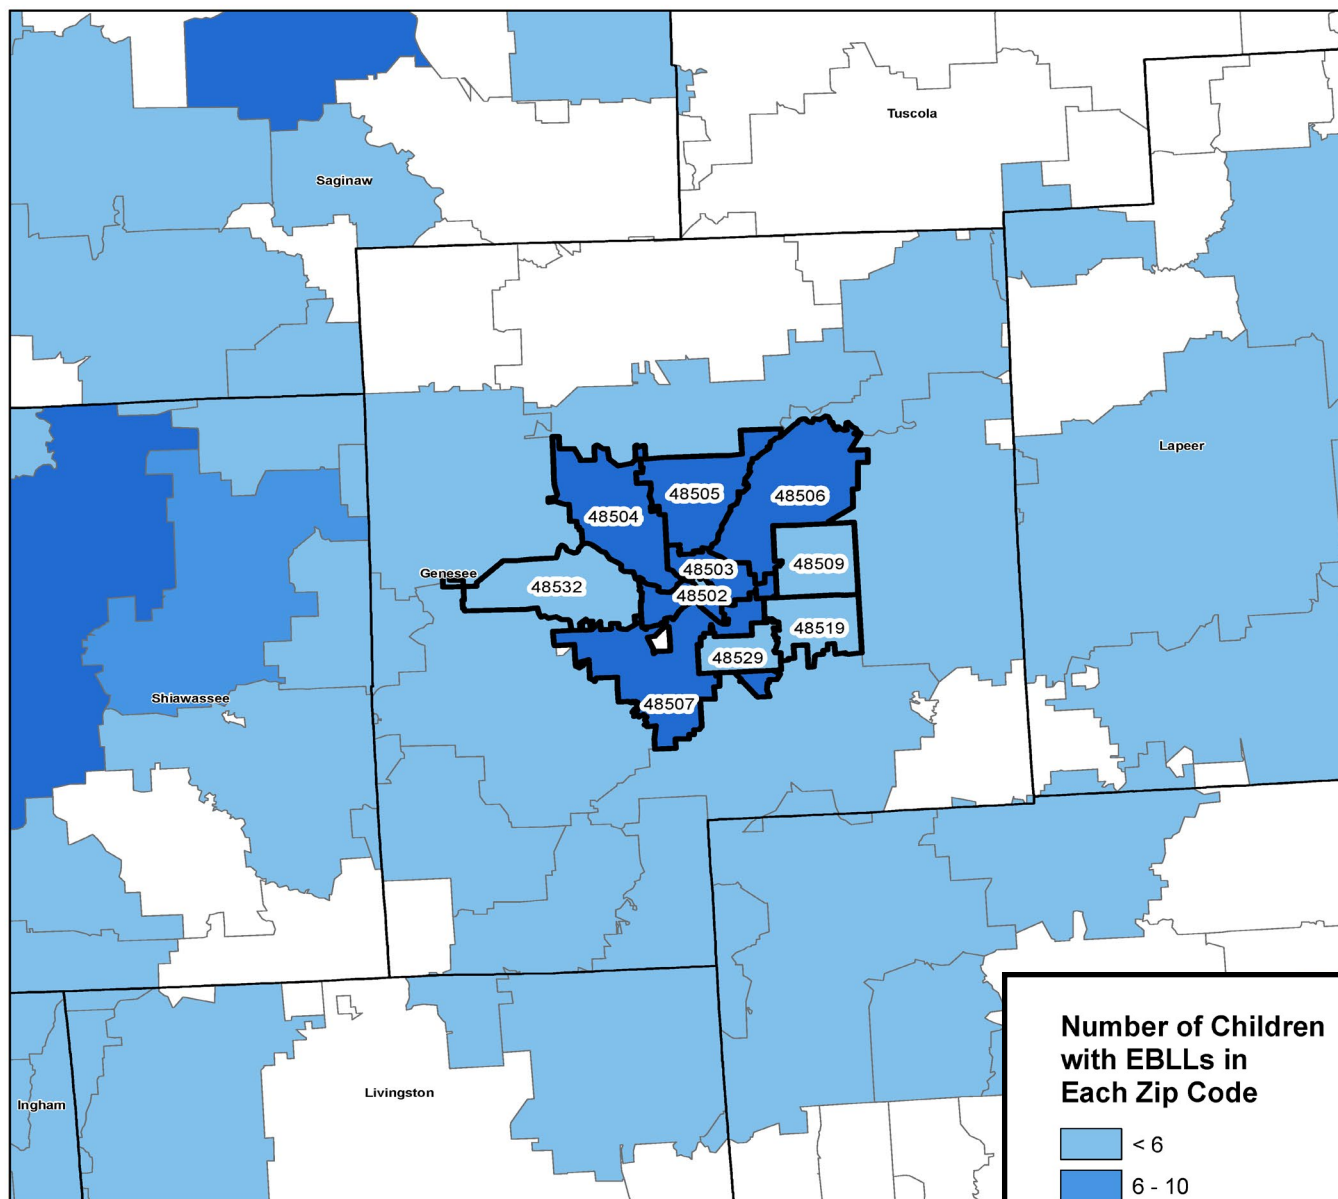 Tuscola
Saginaw
Lapeer
48505
48506
48504
48509
48503
Genesee
48532
48502
48519
48529
Shiawassee
48507
Livingston
Ingham
Number of Children
with EBLLs in
Each Zip Code
< 6
6 - 10